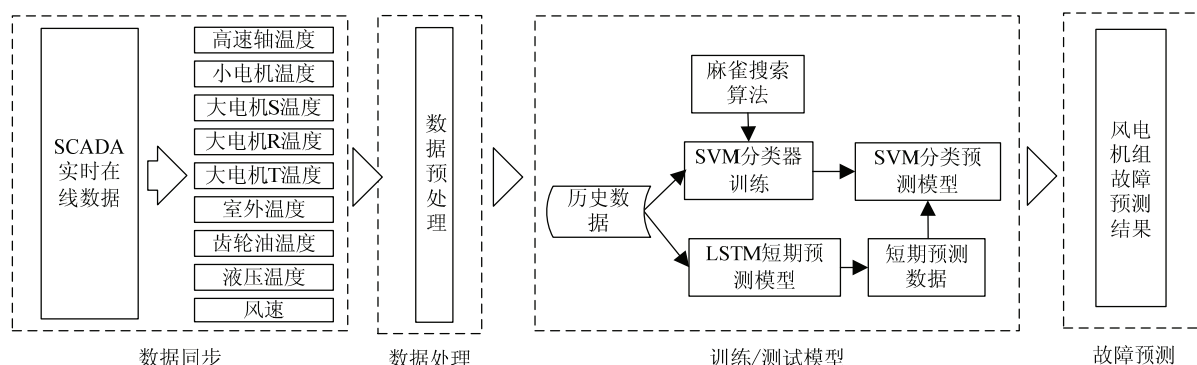 SCADA
实时在
线数据
高速轴温度
小电机温度
大电机S温度
大电机R温度
大电机T温度
室外温度
齿轮油温度
液压温度
风速
数据同步
数
据
预
处
理
数据处理
麻雀搜索
算法
SVM分类器
训练
SVM分类预
测模型
历史数
据
LSTM短期预
测模型
短期预测
数据
训练/测试模型
风电
机组
故障
预测
结果
故障预测